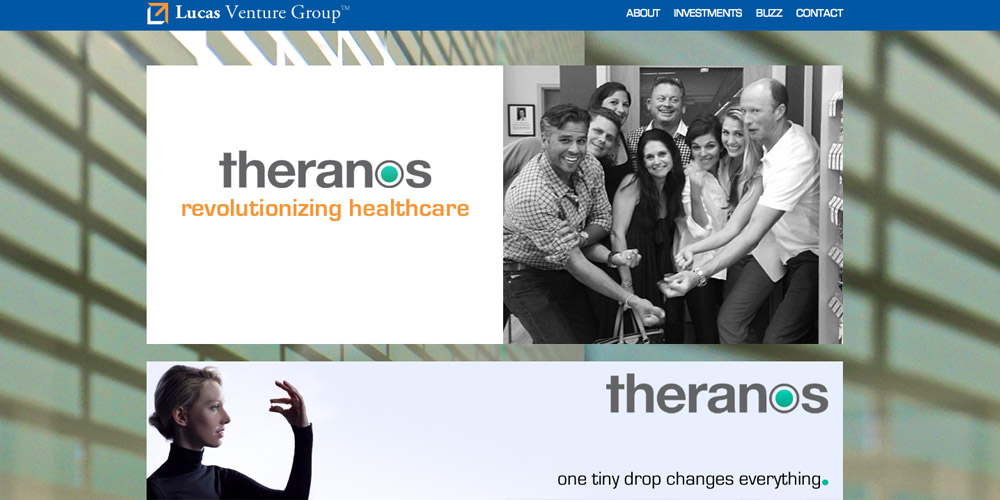 Lucas Venture Group™
ABOUT INVESTMENTS BUZZ CONTACT
theranos
revolutionizing healthcare
theranos
one tiny drop changes everything.